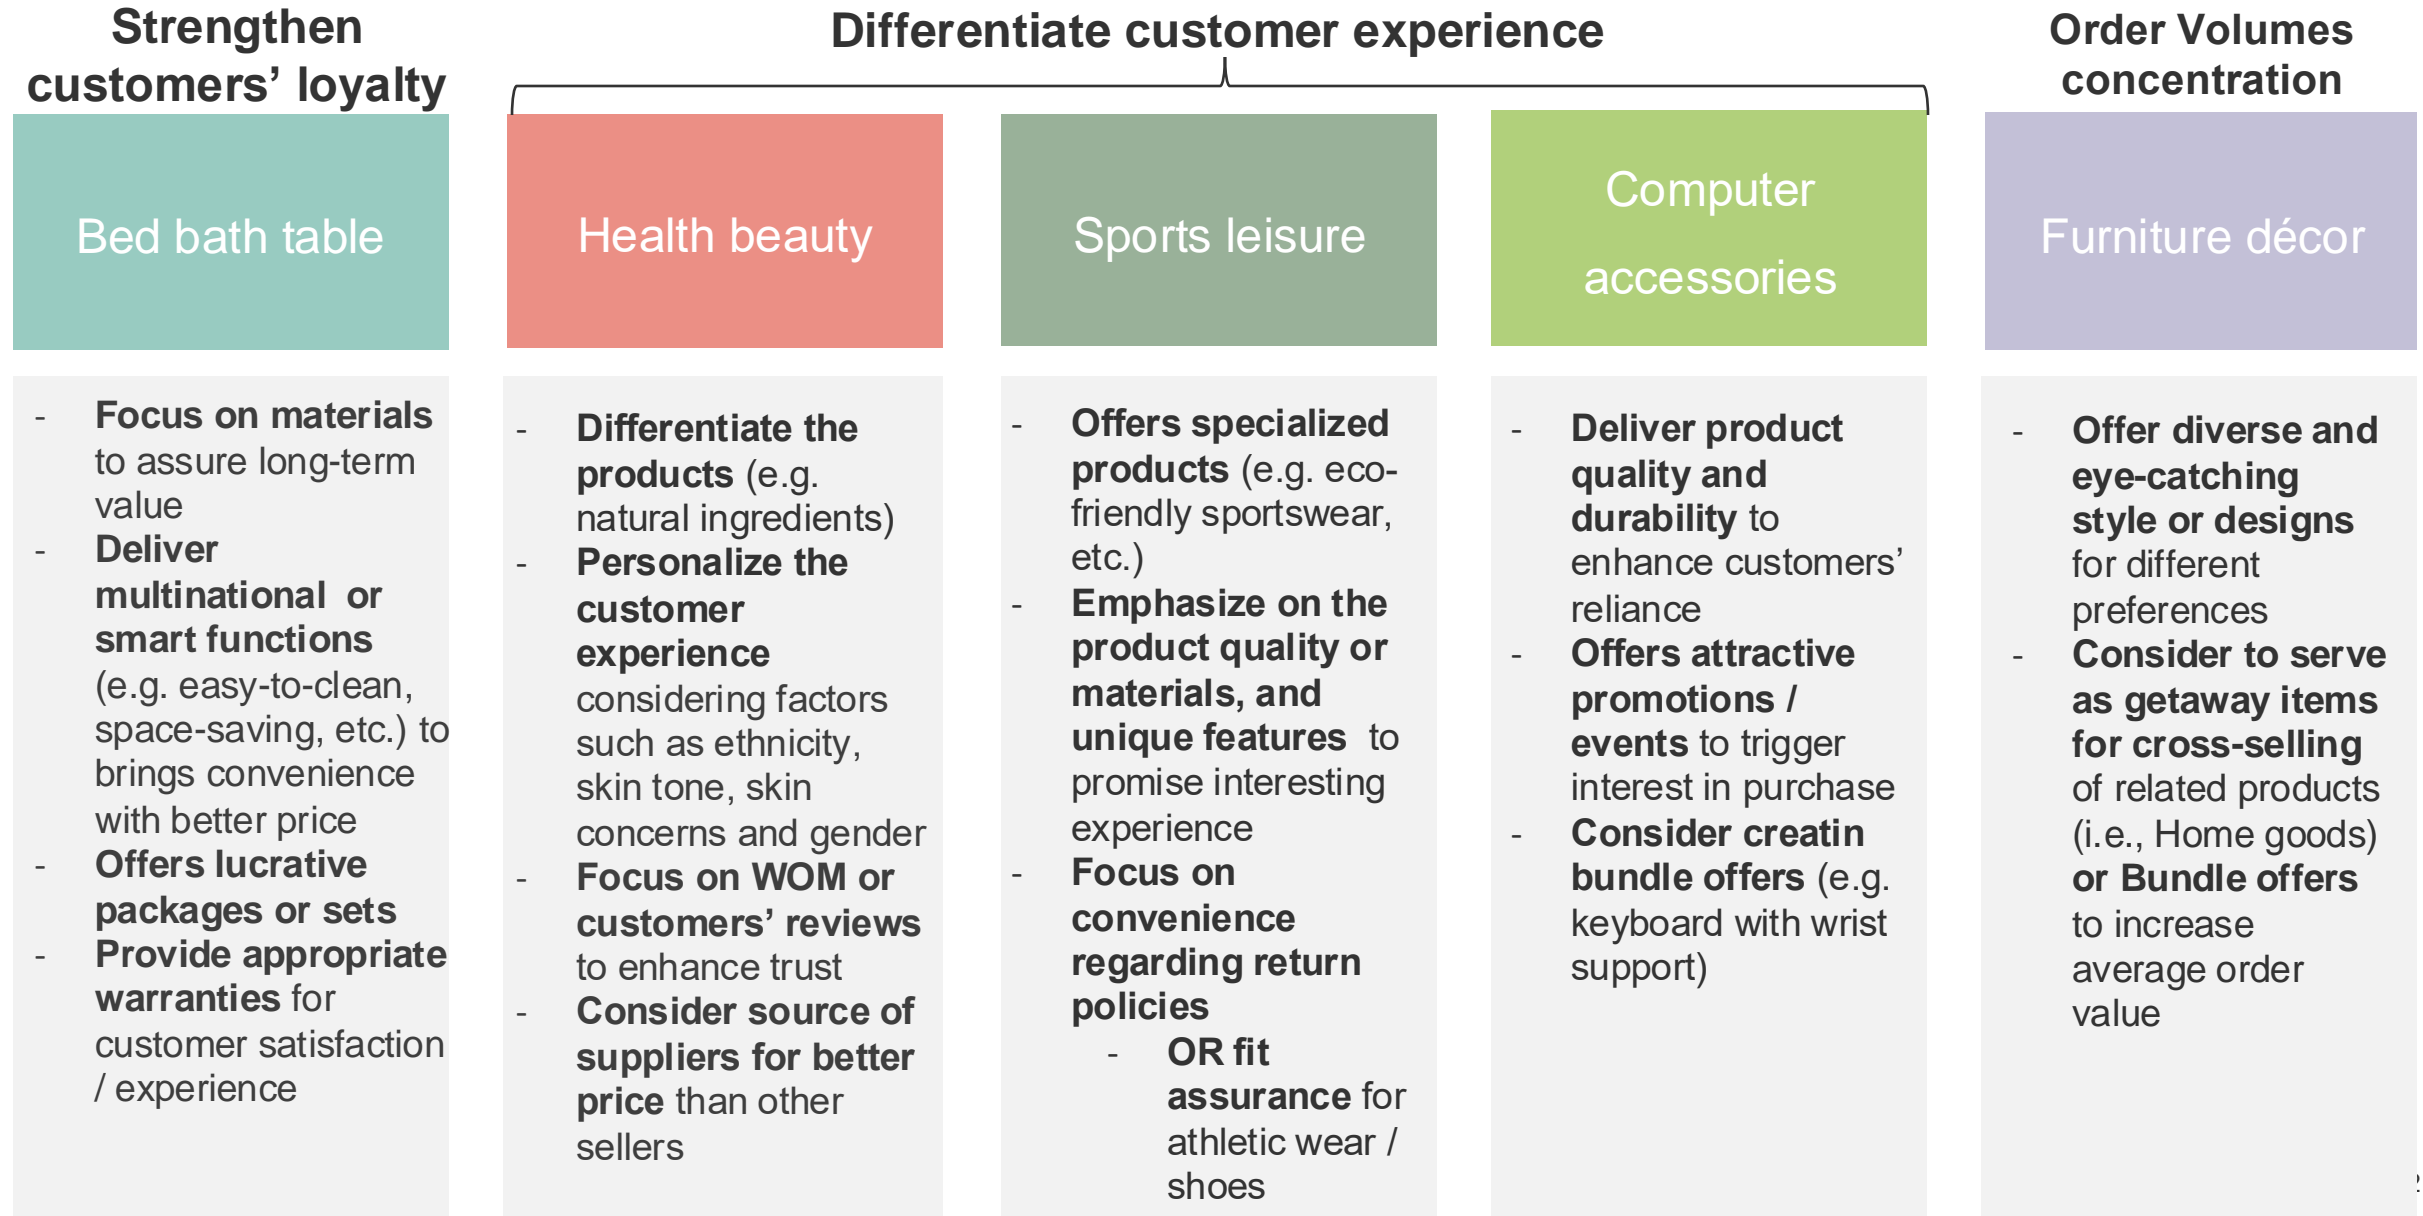 Strengthen
customers’ loyalty
Differentiate customer experience
Order Volumes
concentration
Bed bath table
Health beauty
Sports leisure
Computer
accessories
Furniture décor
- Focus on materials
to assure long-term
value
- Deliver
multinational  or
smart functions
(e.g. easy-to-clean,
space-saving, etc.) to
brings convenience
with better price
- Offers lucrative
packages or sets
- Provide appropriate
warranties for
customer satisfaction
/ experience
- Differentiate the
products (e.g.
natural ingredients)
- Personalize the
customer
experience
considering factors
such as ethnicity,
skin tone, skin
concerns and gender
- Focus on WOM or
customers’ reviews
to enhance trust
- Consider source of
suppliers for better
price than other
sellers
- Offers specialized
products (e.g. eco-
friendly sportswear,
etc.)
- Emphasize on the
product quality or
materials, and
unique features  to
promise interesting
experience
- Focus on
convenience
regarding return
policies
- OR fit
assurance for
athletic wear /
shoes
- Deliver product
quality and
durability to
enhance customers’
reliance
- Offers attractive
promotions /
events to trigger
interest in purchase
- Consider creatin
bundle offers (e.g.
keyboard with wrist
support)
- Offer diverse and
eye-catching
style or designs
for different
preferences
- Consider to serve
as getaway items
for cross-selling
of related products
(i.e., Home goods)
or Bundle offers
to increase
average order
value